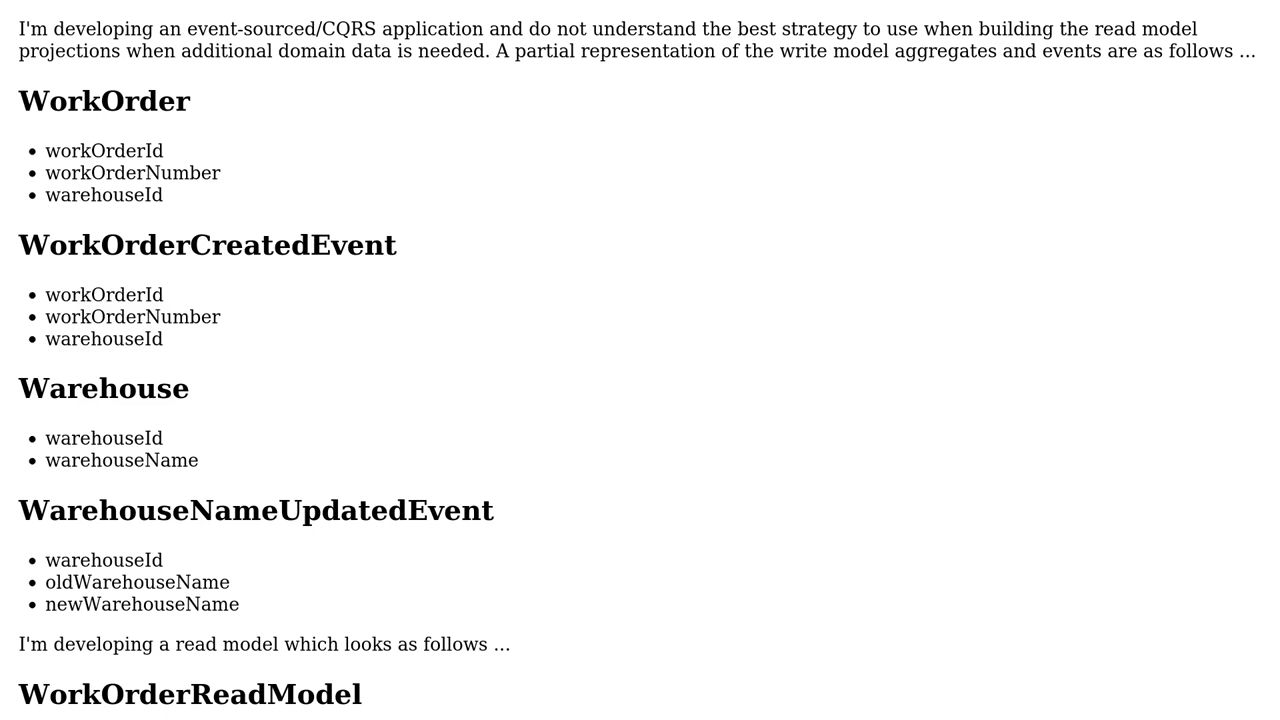 I'm developing an event-sourced/CQRS application and do not understand the best strategy to use when building the read model
projections when additional domain data is needed. A partial representation of the write model aggregates and events are as follows ...
WorkOrder
• workOrderId
• workOrderNumber
• warehouseId
WorkOrderCreatedEvent
• workOrderId
• workOrderNumber
• warehouseId
Warehouse
• warehouseId
• warehouseName
WarehouseNameUpdatedEvent
• warehouseId
• oldWarehouseName
• newWarehouseName
I'm developing a read model which looks as follows ...
WorkOrderReadModel